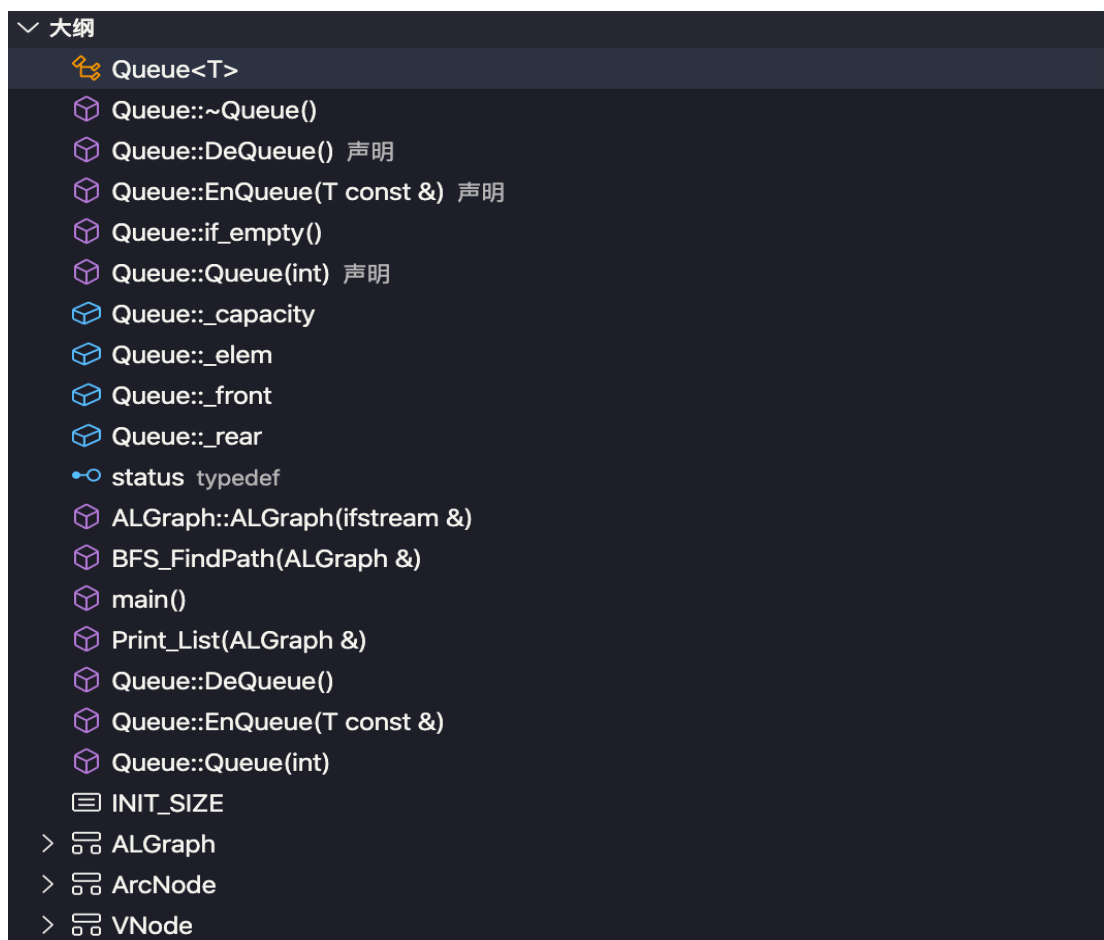 大纲
Queue<T>
Queue::~Queue()
Queue::DeQueue() 声明
Queue::EnQueue(T const &) 声明
Queue::if_empty()
Queue::Queue(int) 声明
Queue::_capacity
Queue::_elem
Queue::_front
Queue::_rear
status typedef
ALGraph::ALGraph(ifstream &)
BFS_FindPath(ALGraph &)
main()
Print_List(ALGraph &)
Queue::DeQueue()
Queue::EnQueue(T const &)
Queue::Queue(int)
INIT_SIZE
ALGraph
ArcNode
VNode